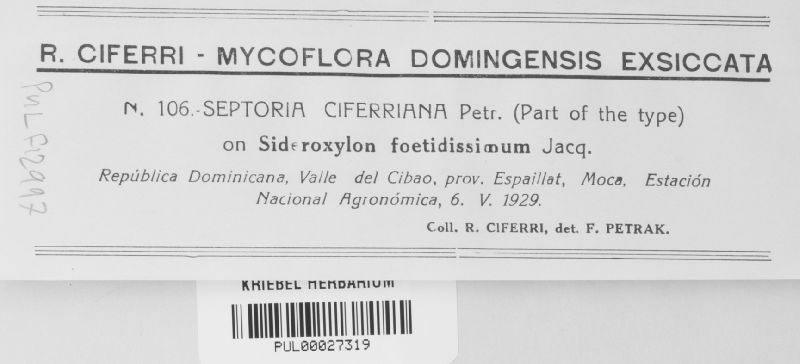 R. CIFERRI - MYCOFLORA DOMINGENSIS EXSICCATA
N. 106.-SEPTORIA CIFERRIANA Petr. (Part of the type)
on Sideroxylon foetidissimum Jacq.
República Dominicana, Valle del Cibao, prov. Espaillat, Moca, Estación
Nacional Agronómica, 6. V. 1929.
Coll. R. CIFERRI, det. F. PETRAK.
PUL F12997
KRIEBEL HERBARIUM
PUL00027319